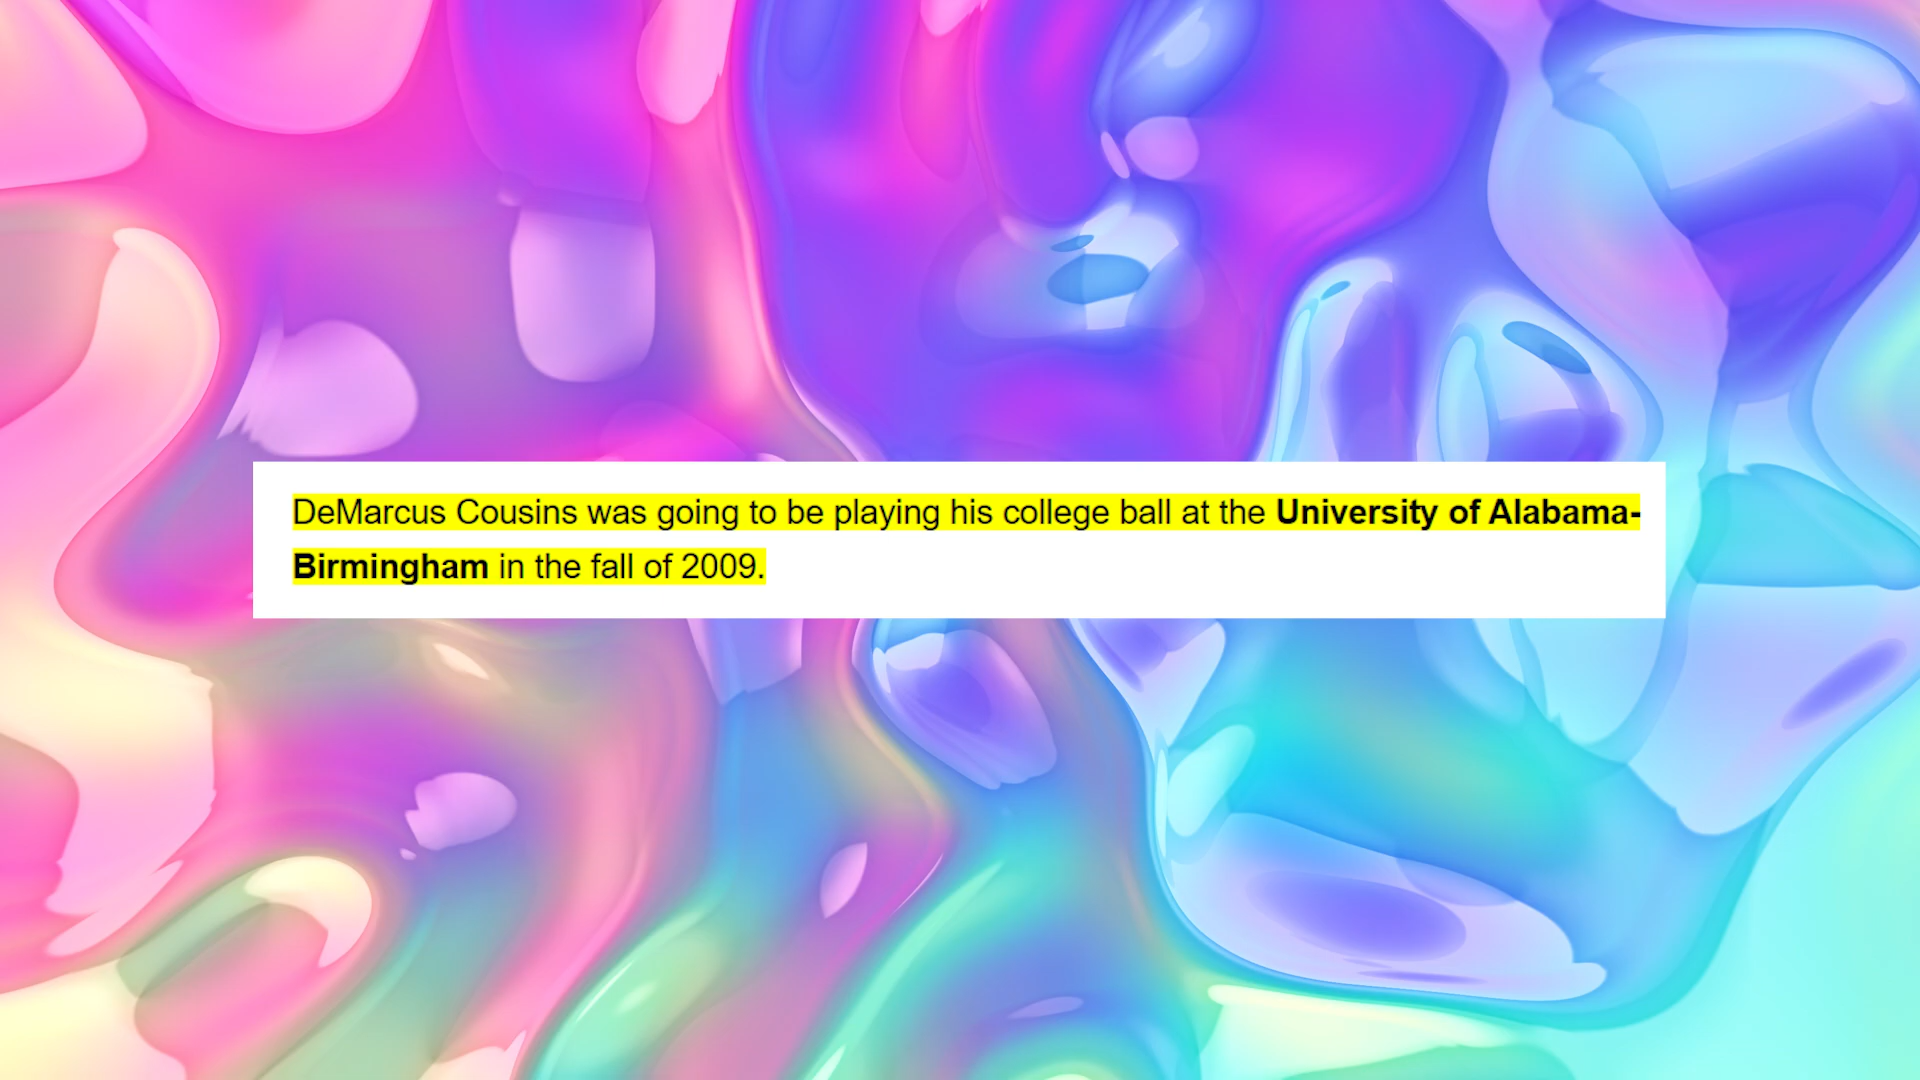 DeMarcus Cousins was going to be playing his college ball at the University of Alabama-
Birmingham in the fall of 2009.